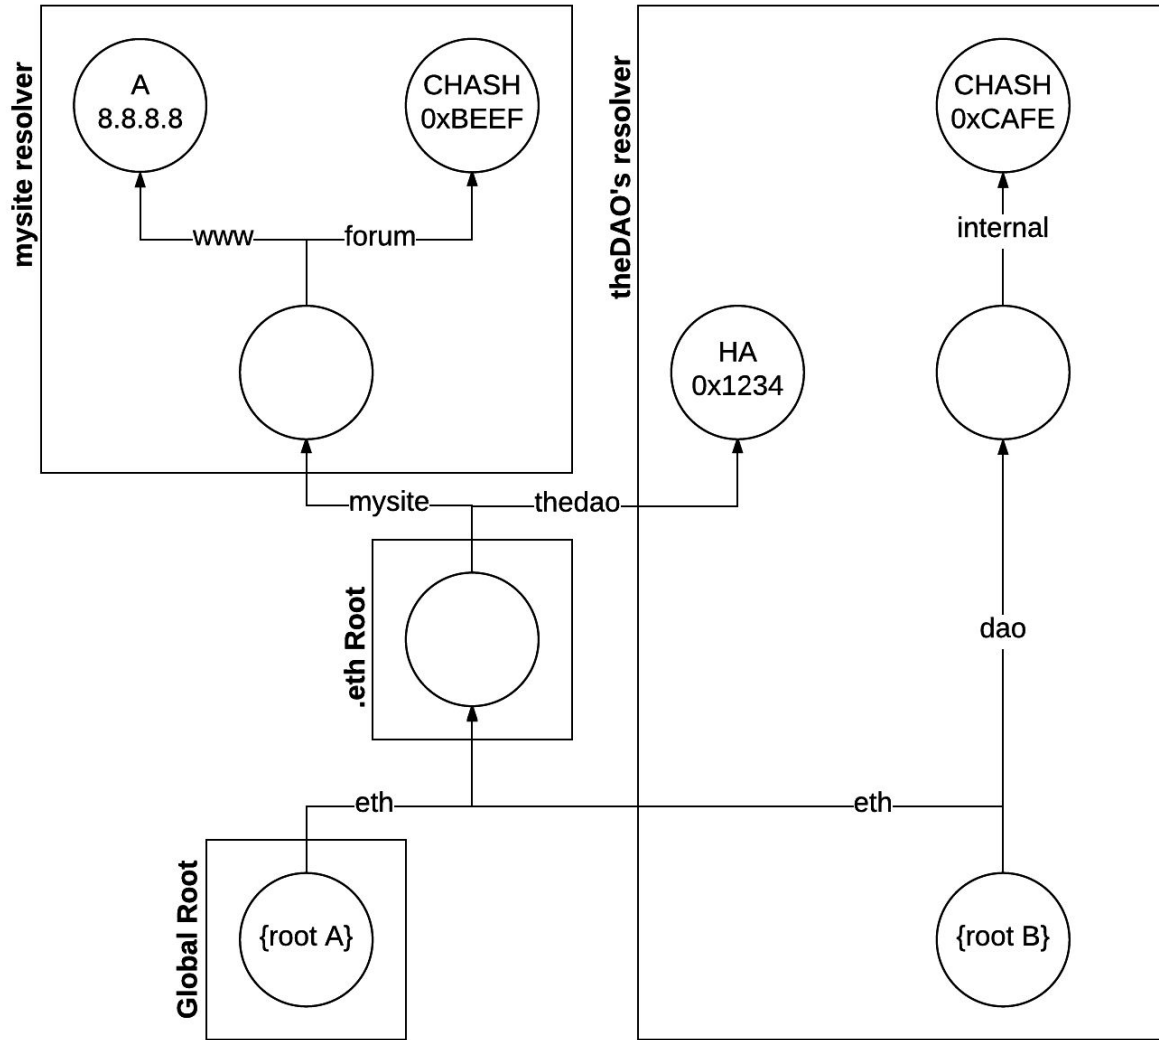 mysite resolver
A
8.8.8.8
CHASH
0xBEEF
www
forum
theDAO's resolver
CHASH
0xCAFE
internal
HA
0x1234
mysite
thedao
.eth Root
dao
eth
eth
Global Root
{root A}
{root B}